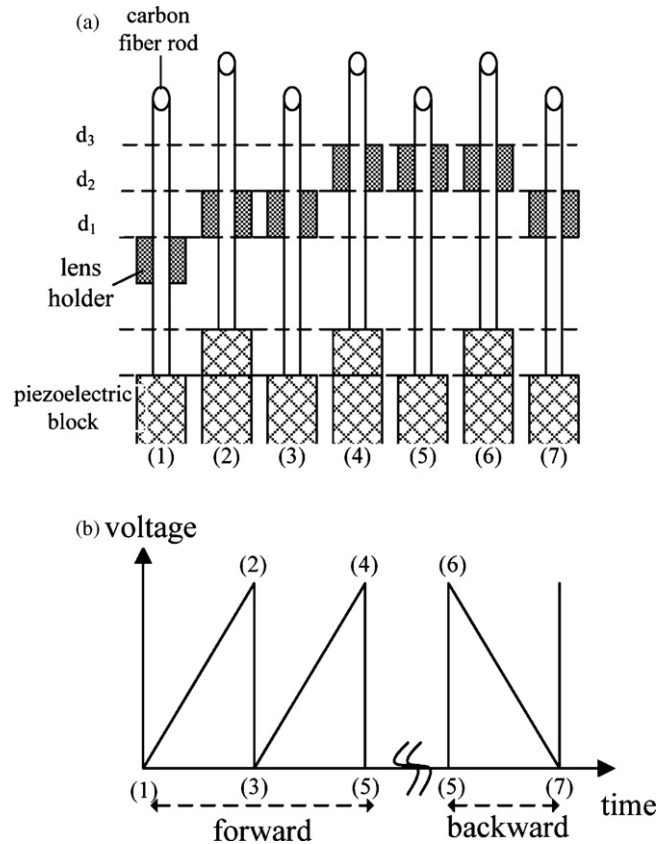 (a)
carbon
fiber rod
d3
d2
d1
lens
holder
piezoelectric
block
(1) (2) (3) (4) (5) (6) (7)
(b) voltage
(2) (4) (6)
(1) (3) (5) (5) (7) time
forward backward